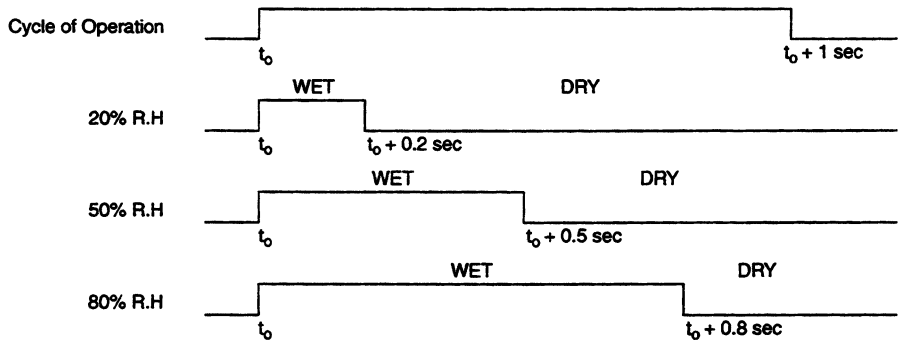 Cycle of Operation
t₀
t₀ + 1 sec
WET
DRY
20% R.H
t₀
t₀ + 0.2 sec
WET
DRY
50% R.H
t₀
t₀ + 0.5 sec
WET
DRY
80% R.H
t₀
t₀ + 0.8 sec